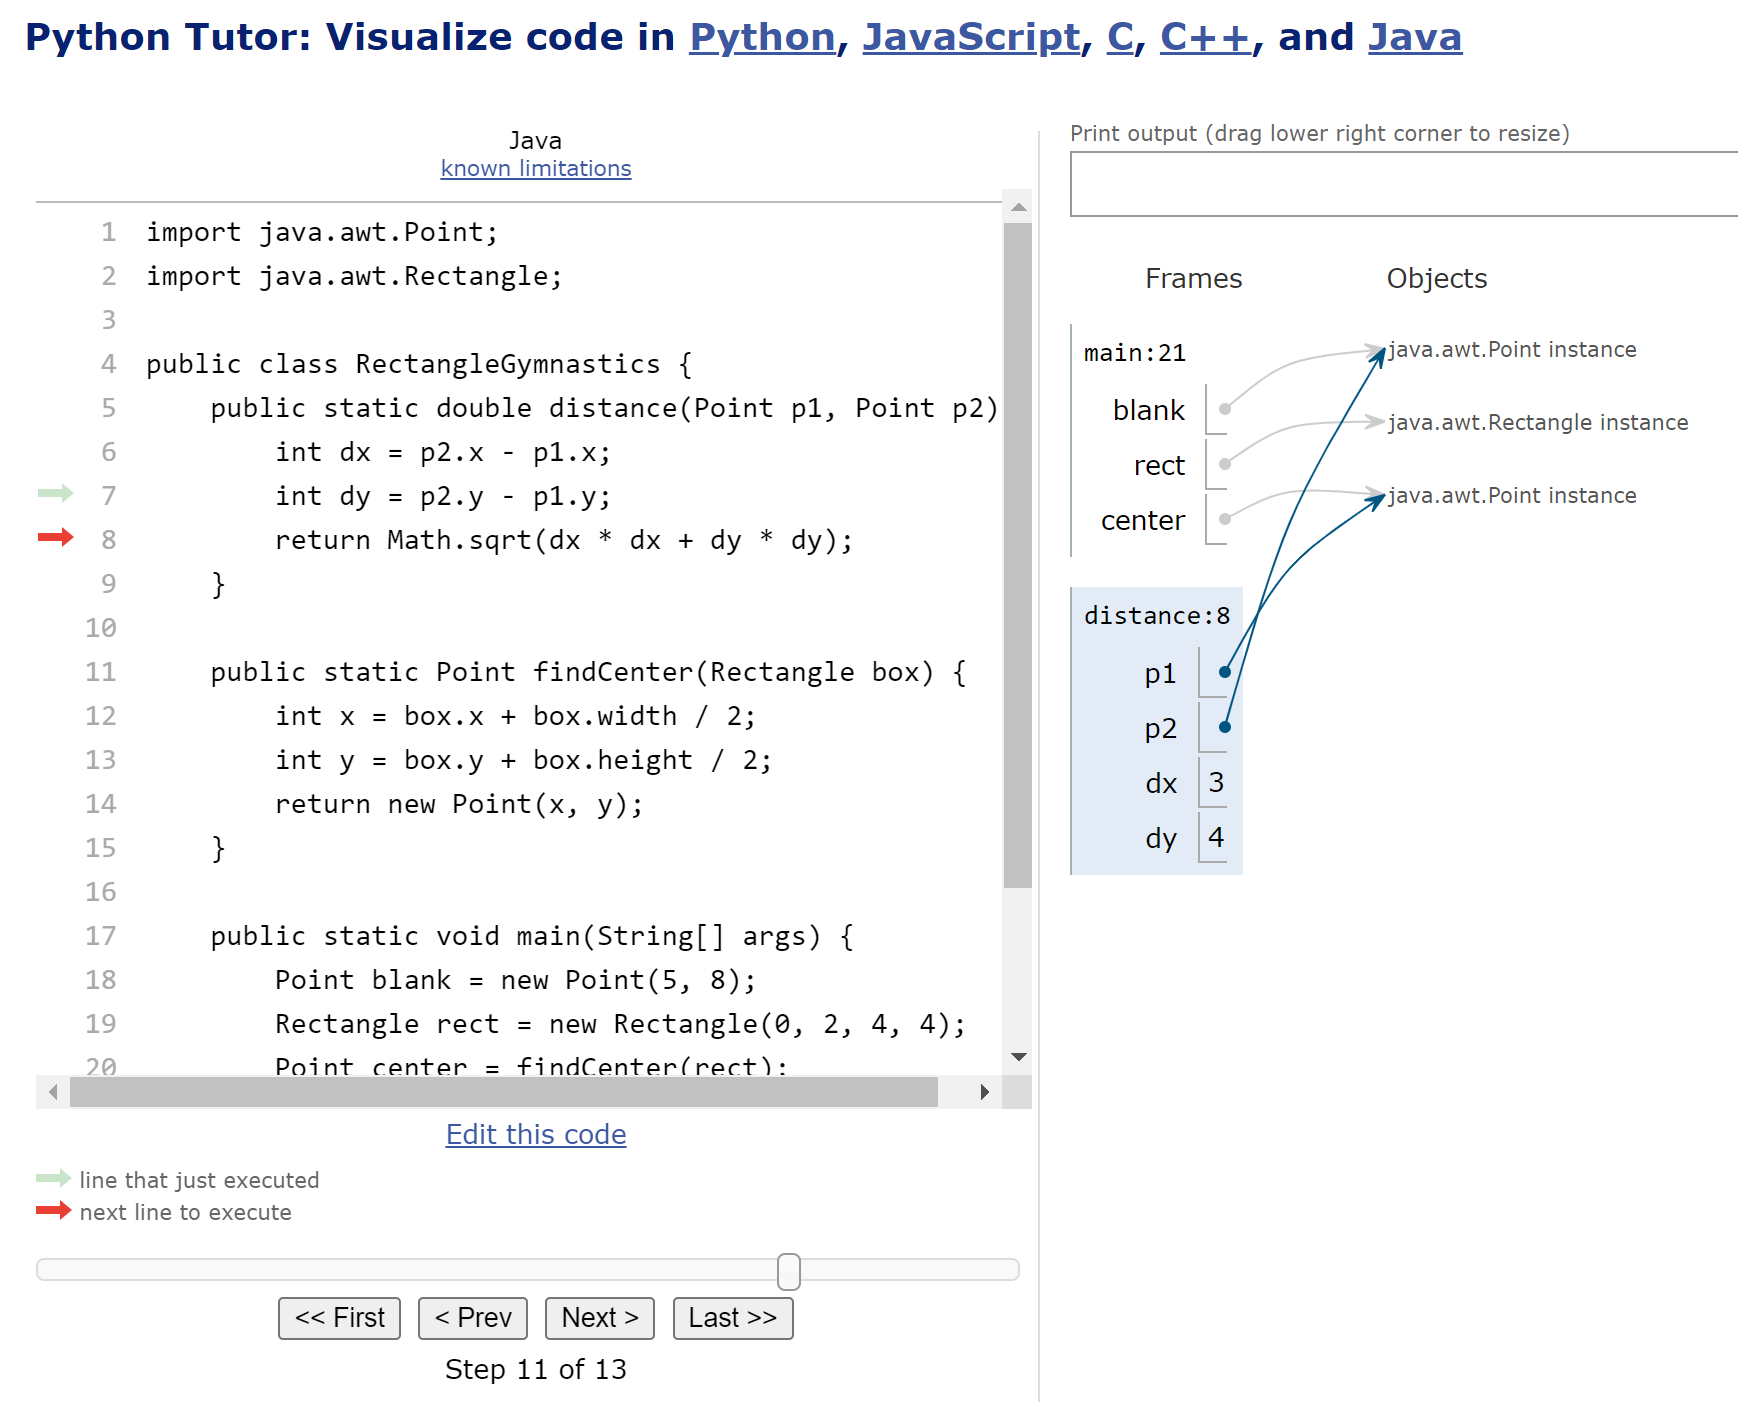 Python Tutor: Visualize code in Python, JavaScript, C, C++, and Java
Java
known limitations
1 import java.awt.Point;
2 import java.awt.Rectangle;
3
4 public class RectangleGymnastics {
5     public static double distance(Point p1, Point p2)
6         int dx = p2.x - p1.x;
7         int dy = p2.y - p1.y;
8         return Math.sqrt(dx * dx + dy * dy);
9     }
10
11     public static Point findCenter(Rectangle box) {
12         int x = box.x + box.width / 2;
13         int y = box.y + box.height / 2;
14         return new Point(x, y);
15     }
16
17     public static void main(String[] args) {
18         Point blank = new Point(5, 8);
19         Rectangle rect = new Rectangle(0, 2, 4, 4);
20         Point center = findCenter(rect);
Edit this code
line that just executed
next line to execute
<< First < Prev Next > Last >>
Step 11 of 13
Print output (drag lower right corner to resize)
Frames Objects
main:21
blank
rect
center
java.awt.Point instance
java.awt.Rectangle instance
java.awt.Point instance
distance:8
p1
p2
dx 3
dy 4